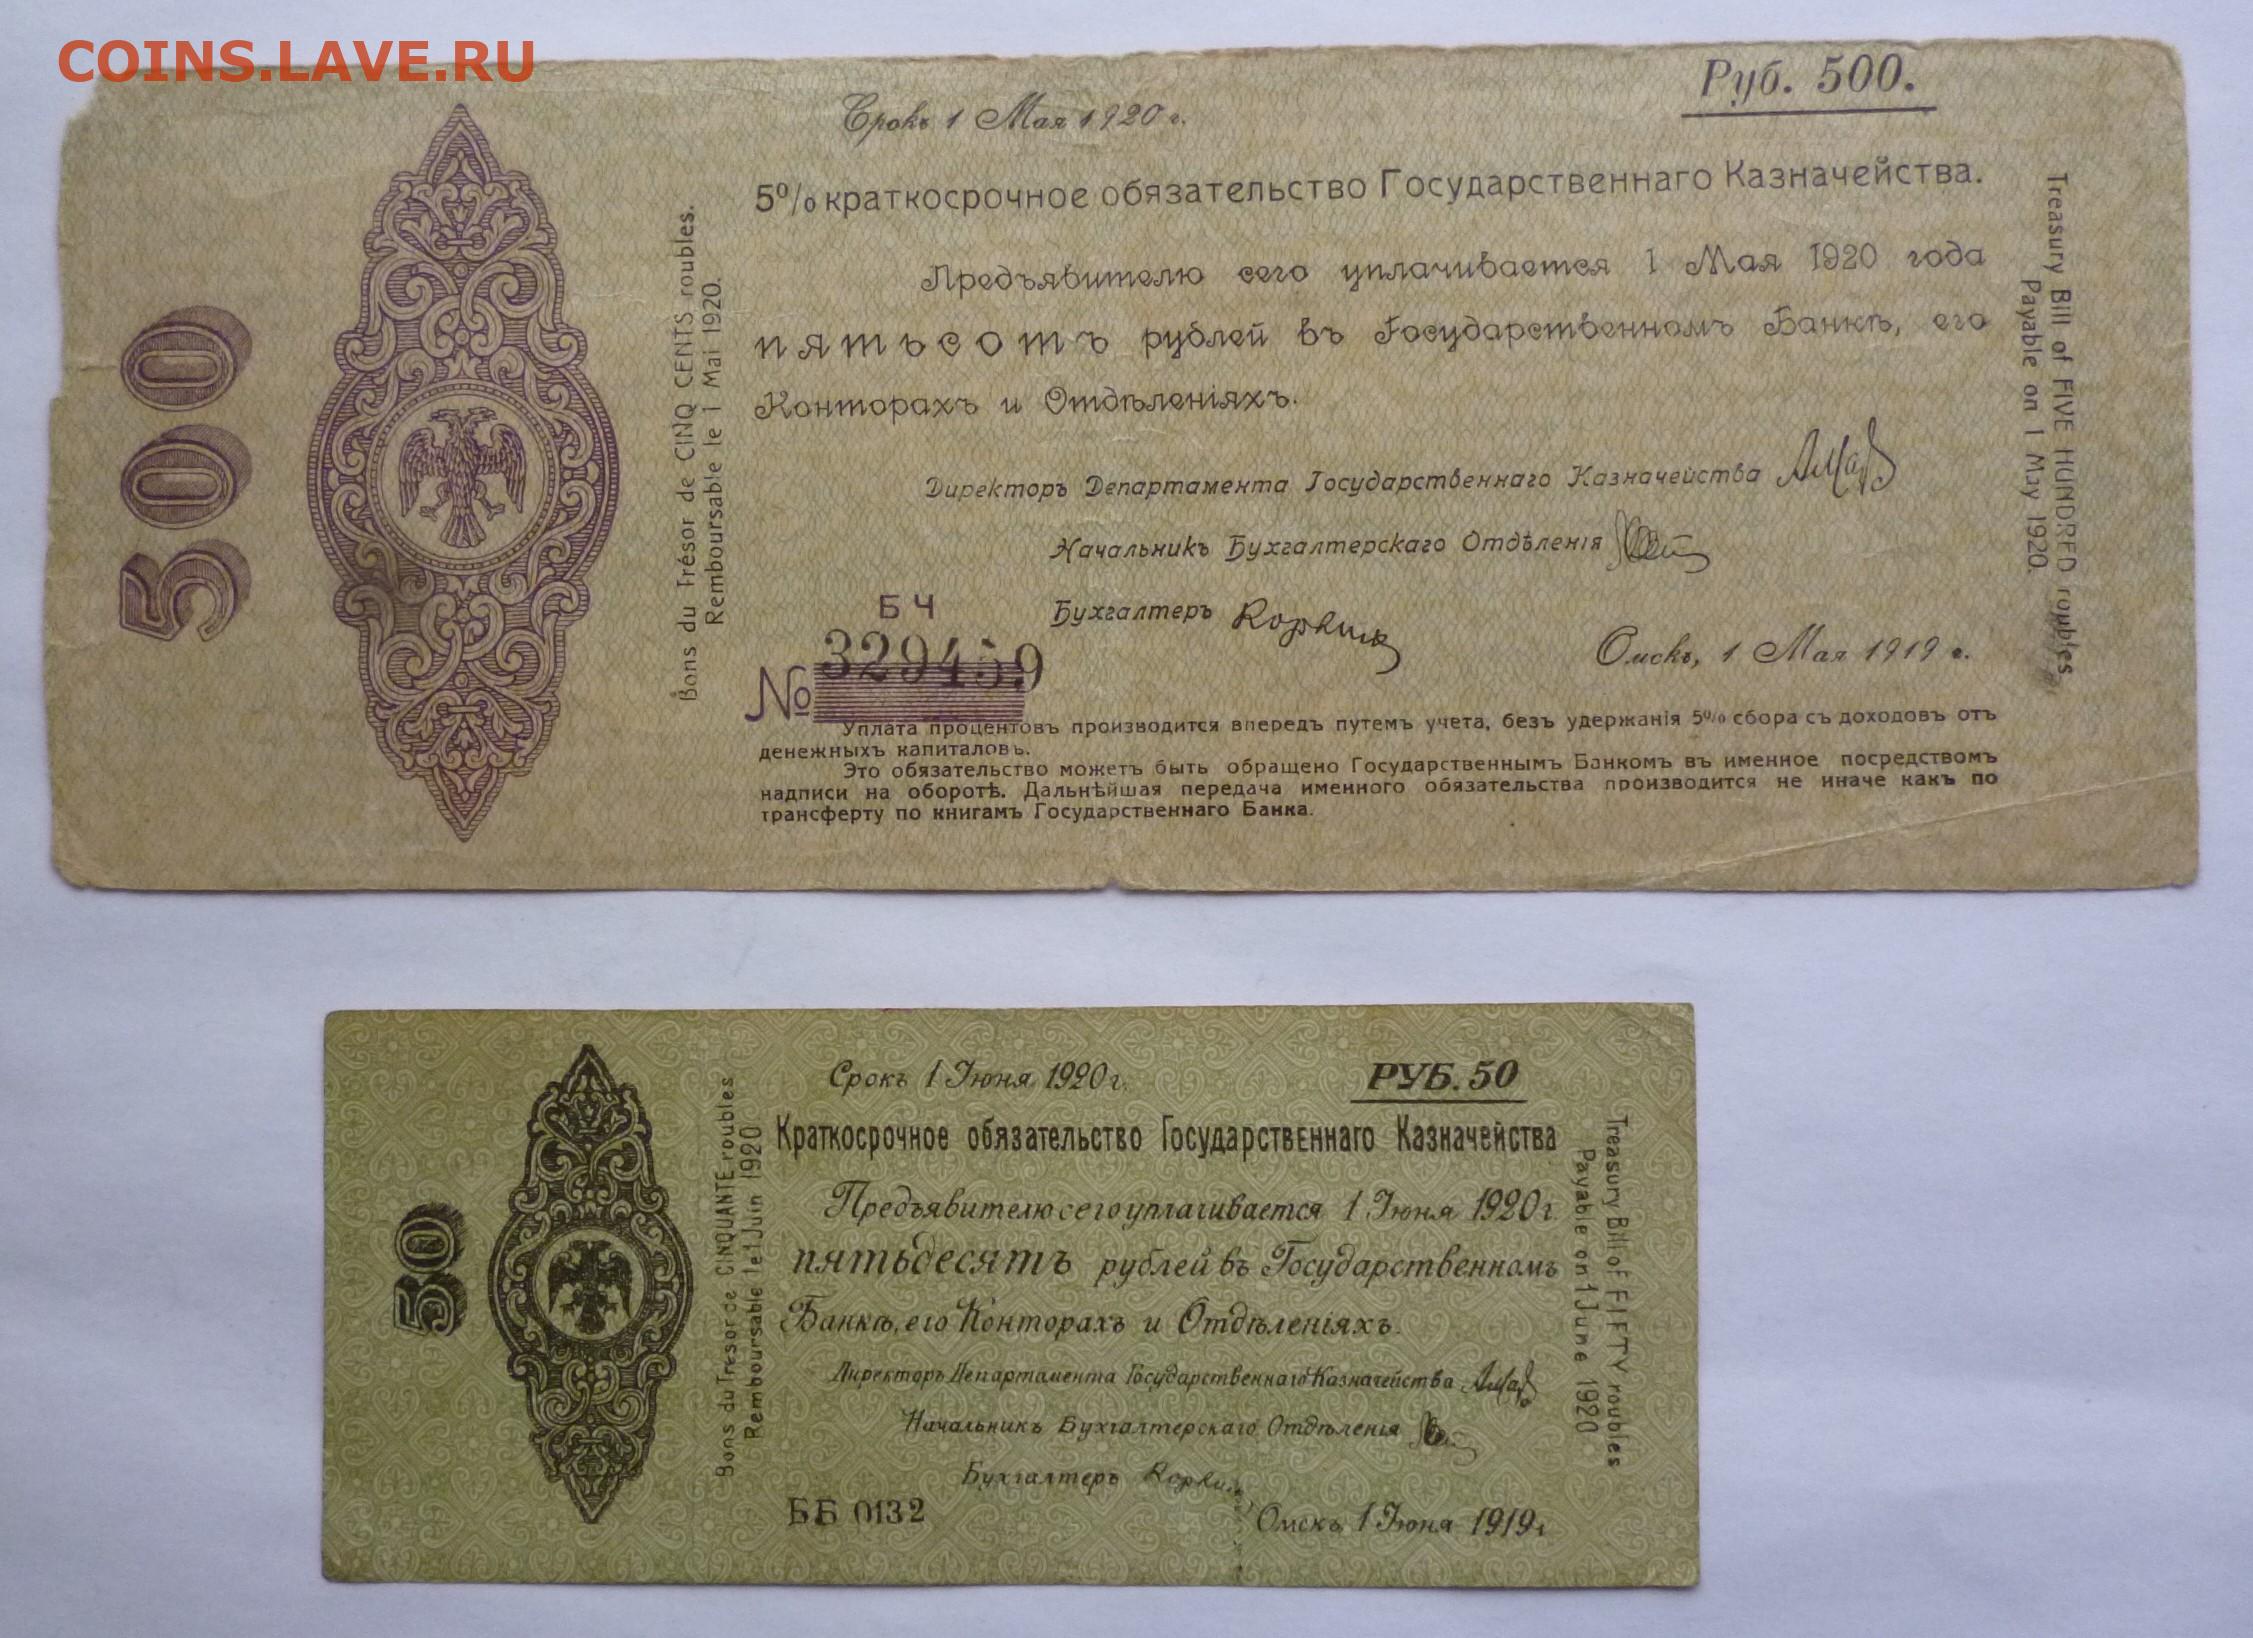 COINS.LAVE.RU
Руб. 500.
Срокъ 1 Мая 1920 г.
5% краткосрочное обязательство Государственнаго Казначейства.
Предъявителю сего уплачивается 1 Мая 1920 года
пятьсотъ рублей въ Государственномъ Банкѣ, его
Конторахъ и Отдѣленіяхъ.
Директоръ Департамента Государственнаго Казначейства
Начальникъ Бухгалтерскаго Отдѣленія
Бухгалтеръ
Омскъ, 1 Мая 1919 г.
БЧ
№ 329459
Уплата процентовъ производится впередъ путемъ учета, безъ удержанія 5% сбора съ доходовъ отъ
денежныхъ капиталовъ.
Это обязательство можетъ быть обращено Государственнымъ Банкомъ въ именное посредствомъ
надписи на оборотѣ. Дальнѣйшая передача именного обязательства производится не иначе какъ по
трансферту по книгамъ Государственнаго Банка.
500
Bons du Trésor de CINQ CENTS roubles.
Remboursable le 1 Mai 1920.
Treasury Bill of FIVE HUNDRED roubles
Payable on 1 May 1920.
Срокъ 1 Іюня 1920 г.
РУБ. 50
Краткосрочное обязательство Государственнаго Казначейства
Предъявителю сего уплачивается 1 Іюня 1920 г.
пятьдесятъ рублей въ Государственномъ
Банкѣ, его Конторахъ и Отдѣленіяхъ.
Директоръ Департамента Государственнаго Казначейства
Начальникъ Бухгалтерскаго Отдѣленія
Бухгалтеръ
ББ 0132
Омскъ 1 Іюня 1919 г.
50
Bons du Trésor de CINQUANTE roubles
Remboursable le 1 Juin 1920
Treasury Bill of FIFTY roubles
Payable on 1 June 1920